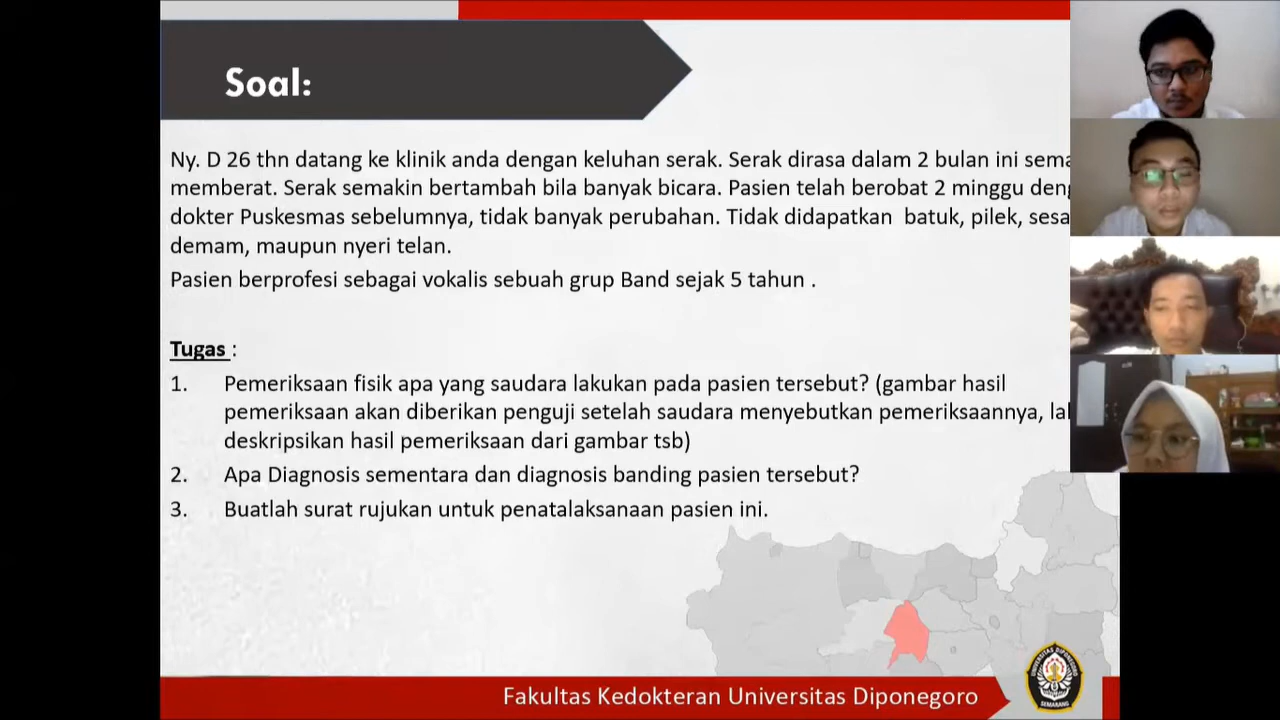 Soal:
Ny. D 26 thn datang ke klinik anda dengan keluhan serak. Serak dirasa dalam 2 bulan ini
memberat. Serak semakin bertambah bila banyak bicara. Pasien telah berobat 2 minggu
dokter Puskesmas sebelumnya, tidak banyak perubahan. Tidak didapatkan batuk, pilek,
demam, maupun nyeri telan.
Pasien berprofesi sebagai vokalis sebuah grup Band sejak 5 tahun .
Tugas :
1. Pemeriksaan fisik apa yang saudara lakukan pada pasien tersebut? (gambar hasil
pemeriksaan akan diberikan penguji setelah saudara menyebutkan pemeriksaannya,
deskripsikan hasil pemeriksaan dari gambar tsb)
2. Apa Diagnosis sementara dan diagnosis banding pasien tersebut?
3. Buatlah surat rujukan untuk penatalaksanaan pasien ini.
Fakultas Kedokteran Universitas Diponegoro
UNIVERSITAS DIPONEGORO
SEMARANG